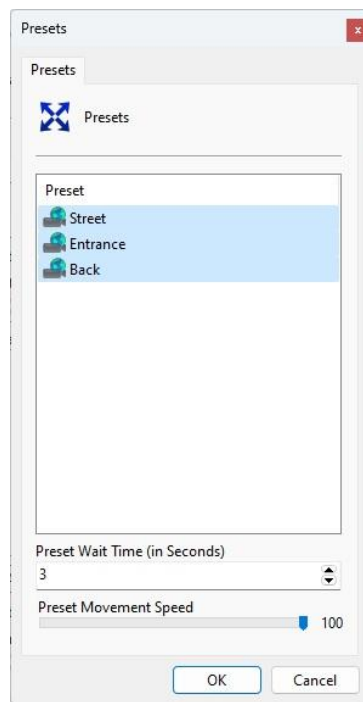 Presets
x
Presets
Presets
Preset
Street
Entrance
Back
Preset Wait Time (in Seconds)
3
Preset Movement Speed
100
OK
Cancel